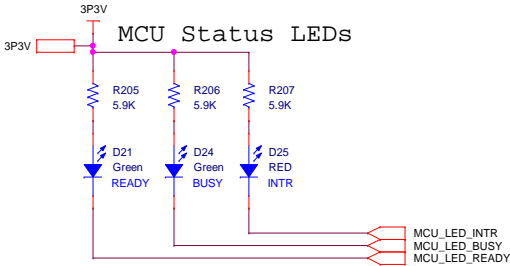 3P3V
MCU Status LEDs
3P3V
R205
5.9K
R206
5.9K
R207
5.9K
D21
Green
READY
D24
Green
BUSY
D25
RED
INTR
MCU_LED_INTR
MCU_LED_BUSY
MCU_LED_READY